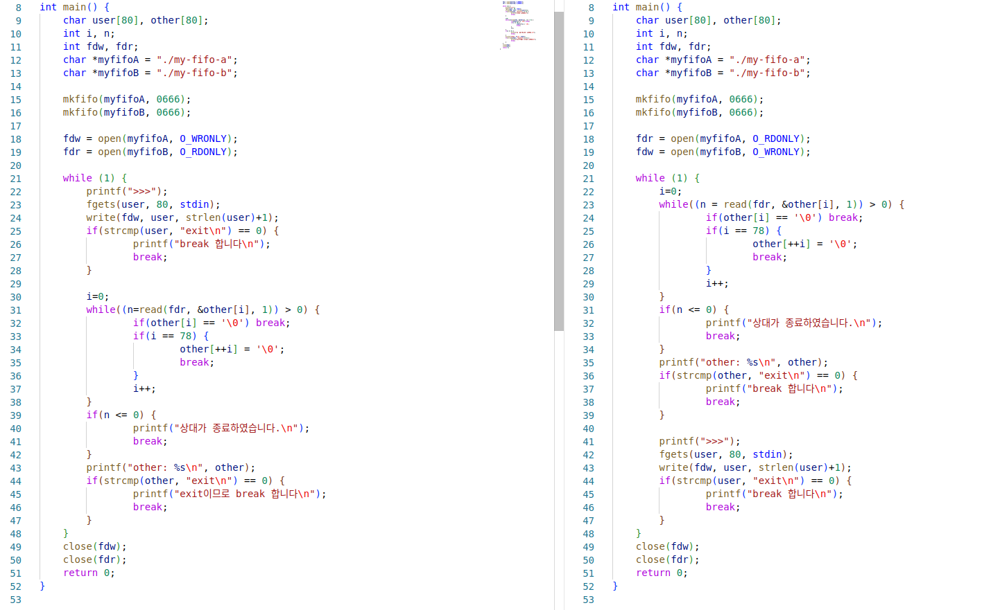 8 int main() {
9 char user[80], other[80];
10 int i, n;
11 int fdw, fdr;
12 char *myfifoA = "./my-fifo-a";
13 char *myfifoB = "./my-fifo-b";
14
15 mkfifo(myfifoA, 0666);
16 mkfifo(myfifoB, 0666);
17
18 fdw = open(myfifoA, O_WRONLY);
19 fdr = open(myfifoB, O_RDONLY);
20
21 while (1) {
22 printf(">>>");
23 fgets(user, 80, stdin);
24 write(fdw, user, strlen(user)+1);
25 if(strcmp(user, "exit\n") == 0) {
26 printf("break 합니다\n");
27 break;
28 }
29
30 i=0;
31 while((n=read(fdr, &other[i], 1)) > 0) {
32 if(other[i] == '\0') break;
33 if(i == 78) {
34 other[++i] = '\0';
35 break;
36 }
37 i++;
38 }
39 if(n <= 0) {
40 printf("상대가 종료하였습니다.\n");
41 break;
42 }
43 printf("other: %s\n", other);
44 if(strcmp(other, "exit\n") == 0) {
45 printf("exit이므로 break 합니다\n");
46 break;
47 }
48 }
49 close(fdw);
50 close(fdr);
51 return 0;
52 }
53
8 int main() {
9 char user[80], other[80];
10 int i, n;
11 int fdw, fdr;
12 char *myfifoA = "./my-fifo-a";
13 char *myfifoB = "./my-fifo-b";
14
15 mkfifo(myfifoA, 0666);
16 mkfifo(myfifoB, 0666);
17
18 fdr = open(myfifoA, O_RDONLY);
19 fdw = open(myfifoB, O_WRONLY);
20
21 while (1) {
22 i=0;
23 while((n = read(fdr, &other[i], 1)) > 0) {
24 if(other[i] == '\0') break;
25 if(i == 78) {
26 other[++i] = '\0';
27 break;
28 }
29 i++;
30 }
31 if(n <= 0) {
32 printf("상대가 종료하였습니다.\n");
33 break;
34 }
35 printf("other: %s\n", other);
36 if(strcmp(other, "exit\n") == 0) {
37 printf("break 합니다\n");
38 break;
39 }
40
41 printf(">>>");
42 fgets(user, 80, stdin);
43 write(fdw, user, strlen(user)+1);
44 if(strcmp(user, "exit\n") == 0) {
45 printf("break 합니다\n");
46 break;
47 }
48 }
49 close(fdw);
50 close(fdr);
51 return 0;
52 }
53